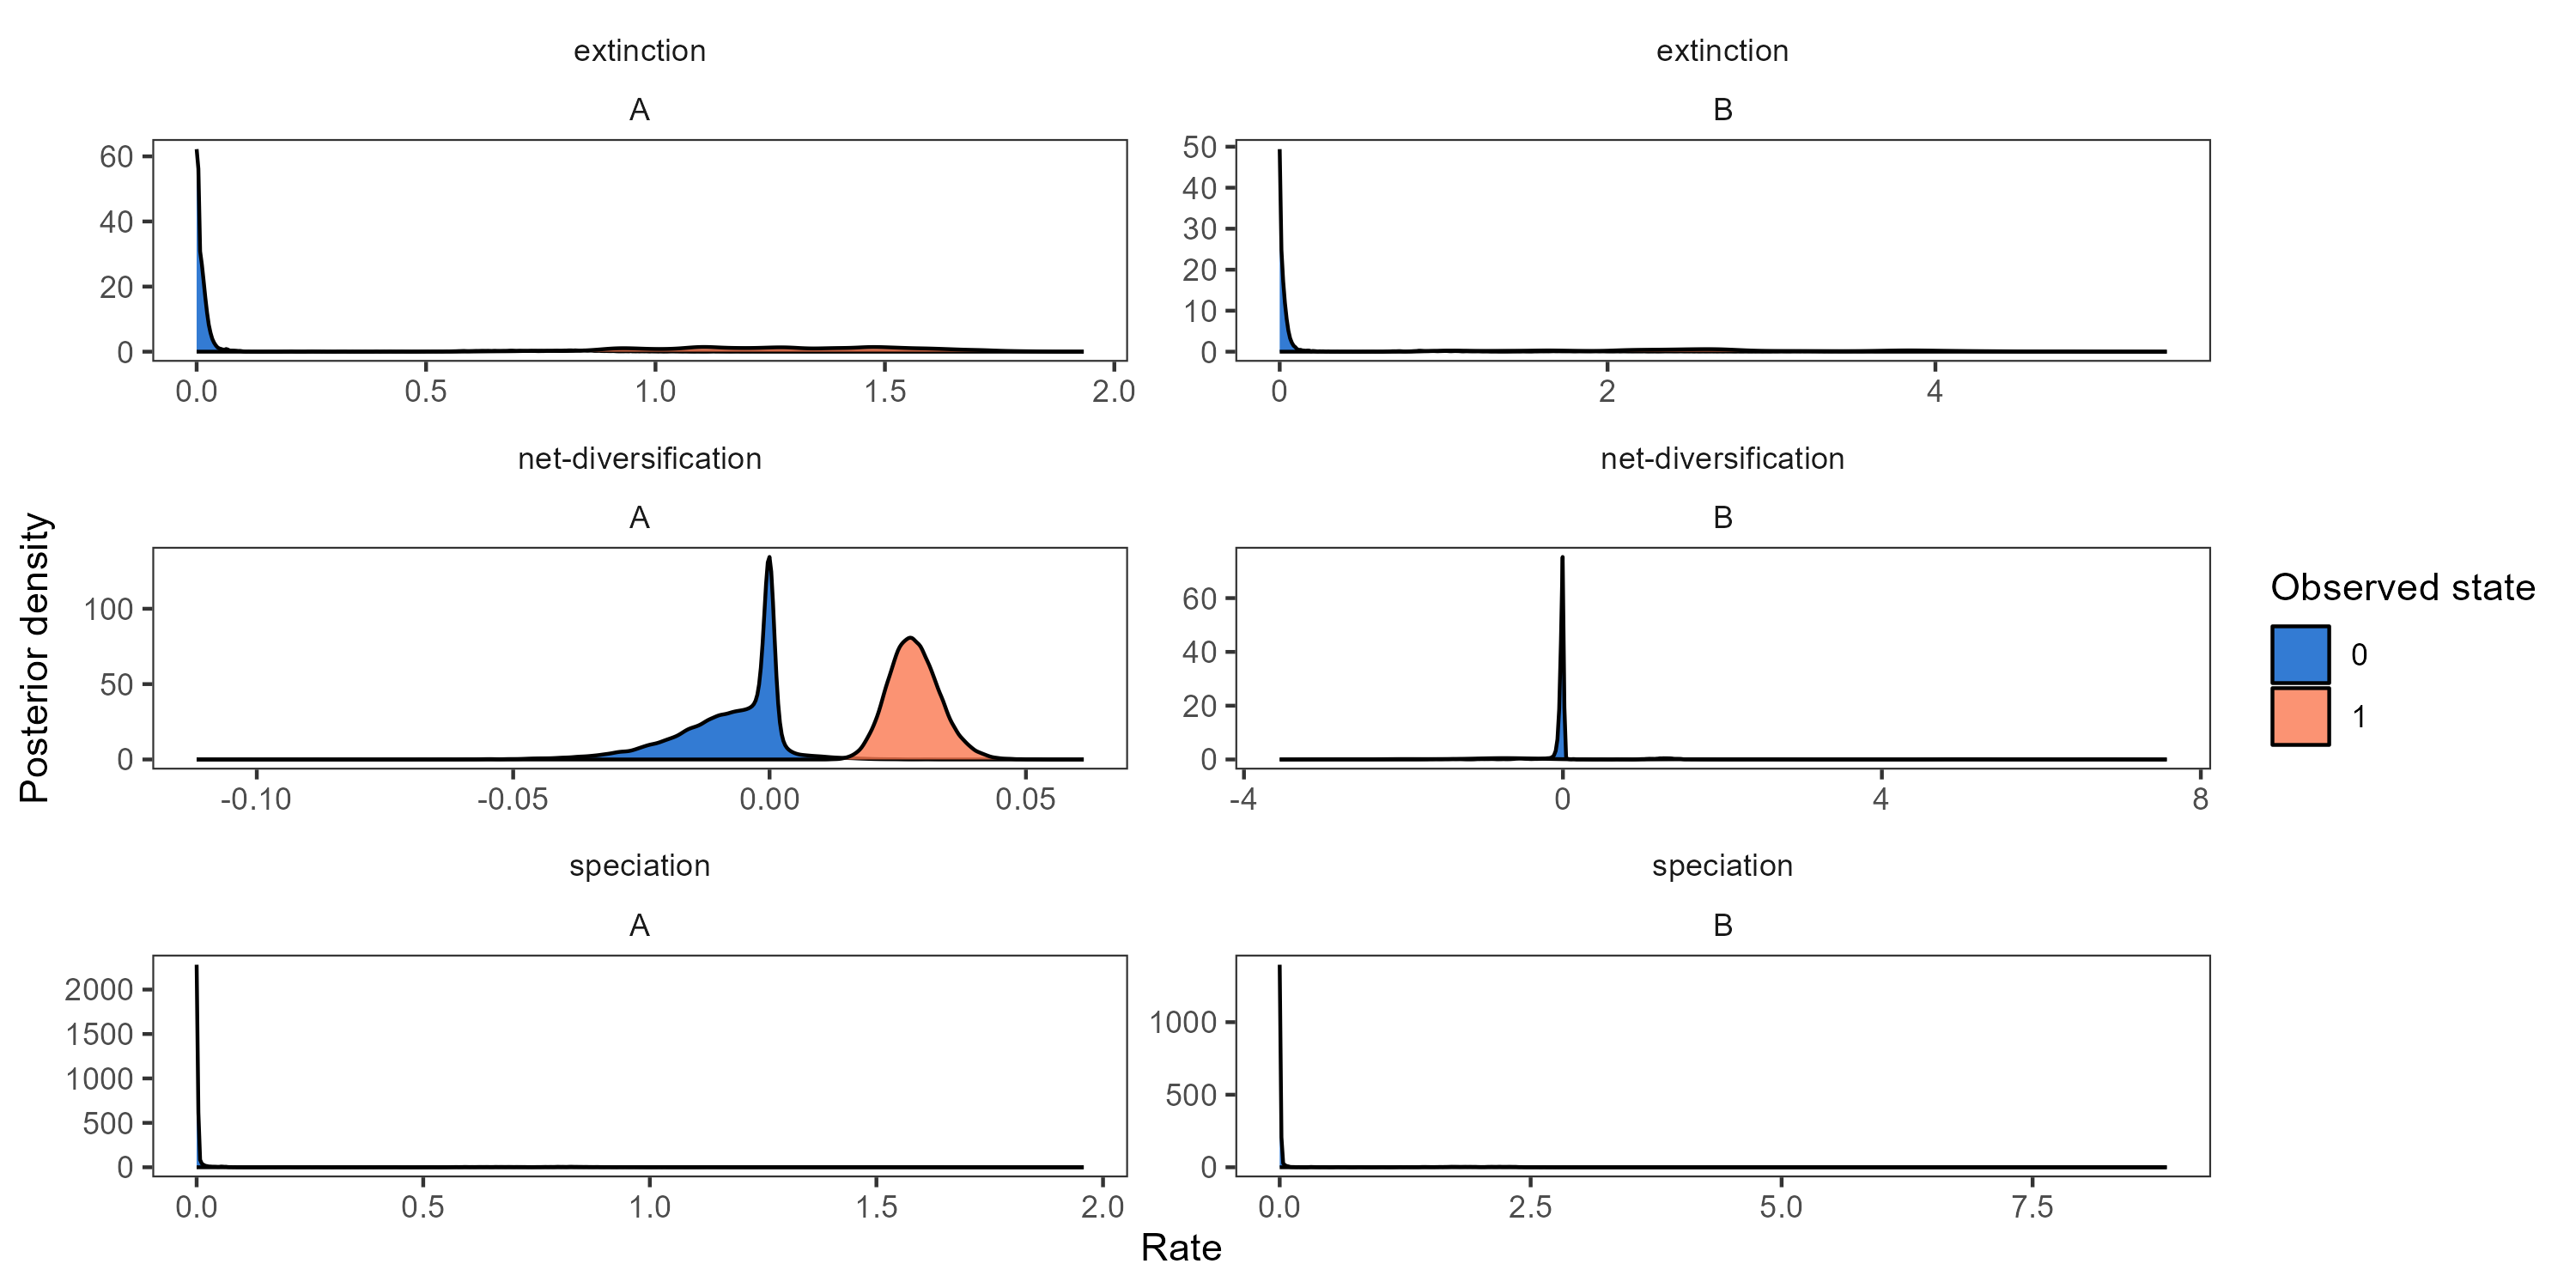 extinction
A
60
40
20
0
0.0 0.5 1.0 1.5 2.0
extinction
B
50
40
30
20
10
0
0 2 4
net-diversification
A
100
50
0
-0.10 -0.05 0.00 0.05
net-diversification
B
60
40
20
0
-4 0 4 8
speciation
A
2000
1500
1000
500
0
0.0 0.5 1.0 1.5 2.0
speciation
B
1000
500
0
0.0 2.5 5.0 7.5
Posterior density
Rate
Observed state
0
1